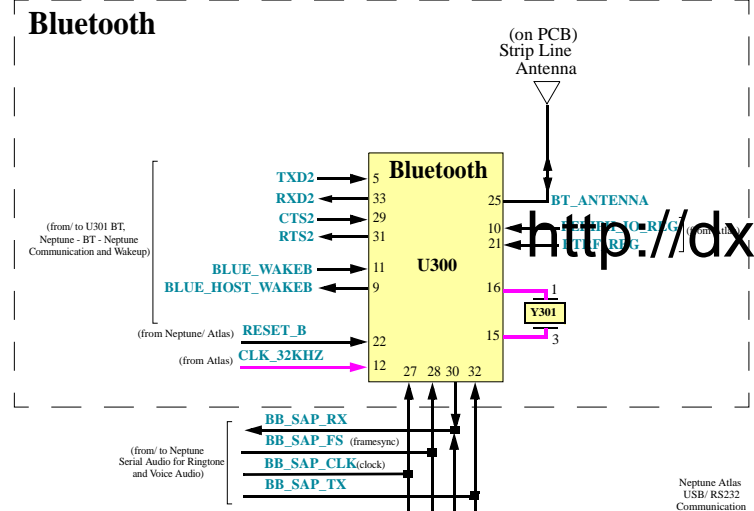 Bluetooth
(on PCB)
Strip Line
Antenna
Bluetooth
TXD2
5
RXD2
33
CTS2
29
RTS2
31
25
BT_ANTENNA
10
21
http://dx
(from/ to U301 BT,
Neptune - BT - Neptune
Communication and Wakeup)
BLUE_WAKEB
11
BLUE_HOST_WAKEB
9
U300
16
1
Y301
15
3
(from Neptune/ Atlas)
RESET_B
22
(from Atlas)
CLK_32KHZ
12
27
28
30
32
BB_SAP_RX
BB_SAP_FS (framesync)
BB_SAP_CLK(clock)
BB_SAP_TX
(from/ to Neptune
Serial Audio for Ringtone
and Voice Audio)
Neptune Atlas
USB/ RS232
Communication